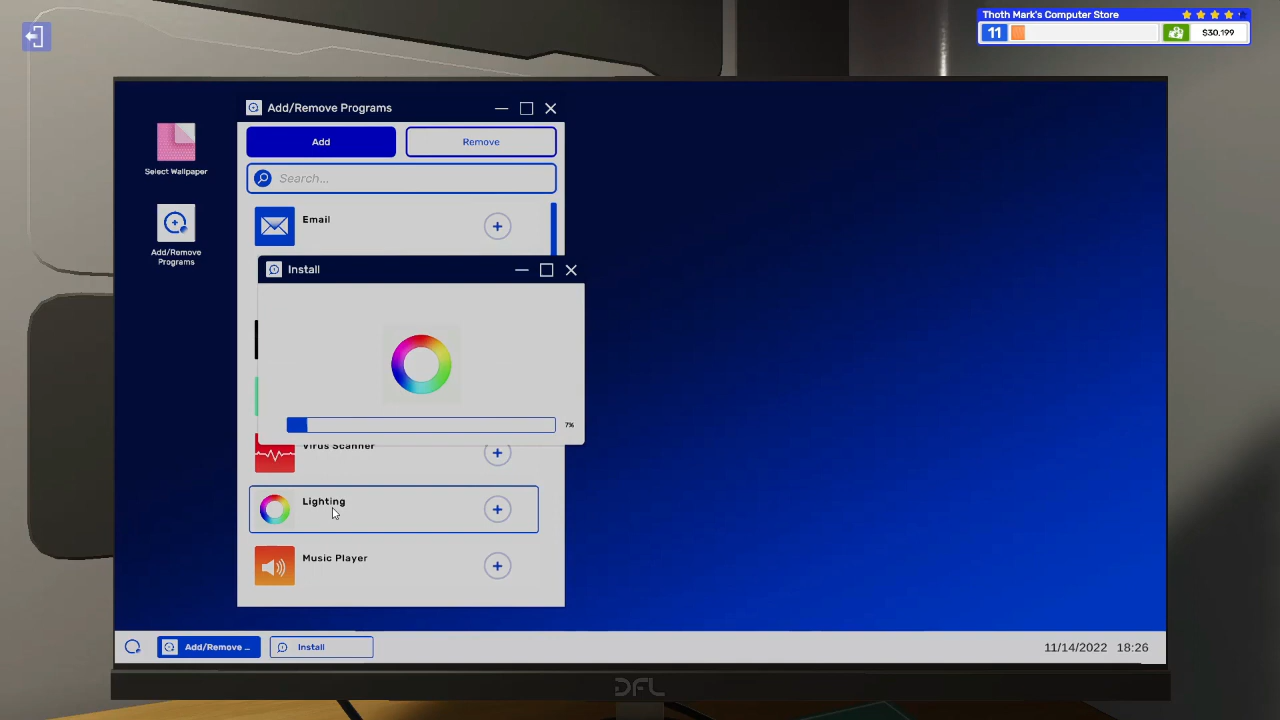 Thoth Mark's Computer Store
11
$30,199
Add/Remove Programs
Select Wallpaper
Add
Remove
Search...
Add/Remove
Programs
Email
Install
7%
Virus Scanner
Lighting
Music Player
Add/Remove ...
Install
11/14/2022 18:26
DFL